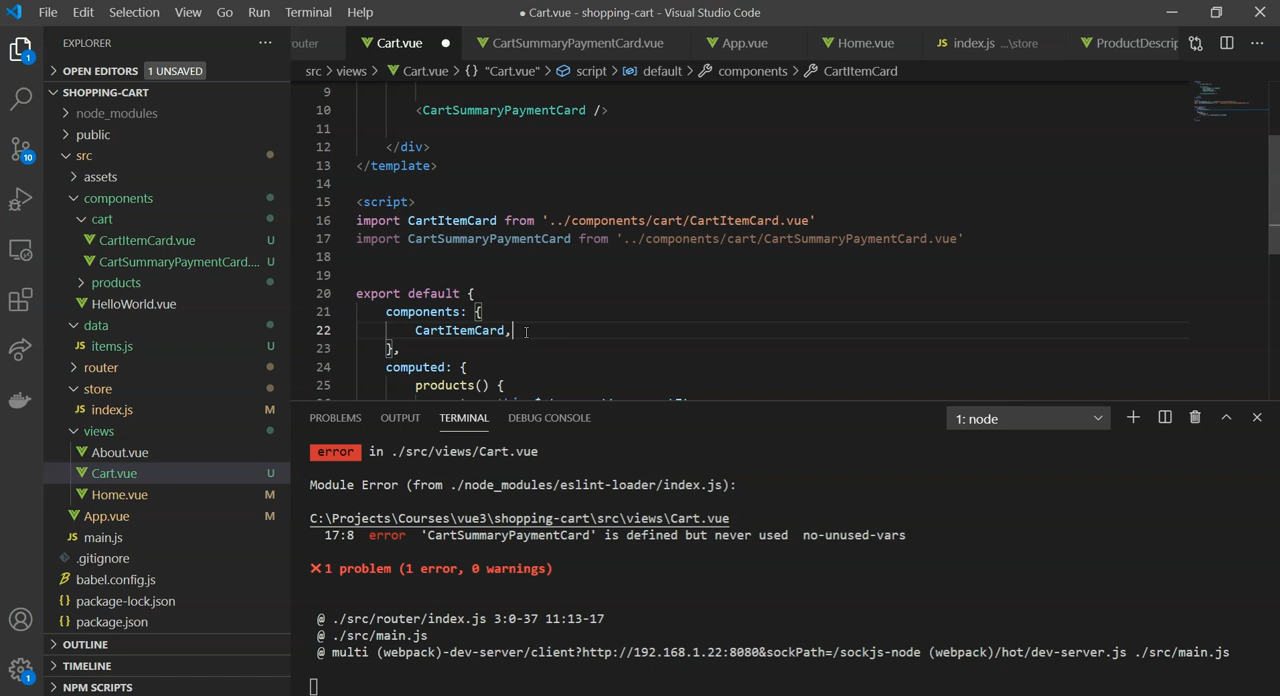 File Edit Selection View Go Run Terminal Help
● Cart.vue - shopping-cart - Visual Studio Code
EXPLORER
outer
Cart.vue
CartSummaryPaymentCard.vue
App.vue
Home.vue
JS index.js ...\store
ProductDescrip
OPEN EDITORS 1 UNSAVED
src > views > Cart.vue > {} "Cart.vue" > script > default > components > CartItemCard
SHOPPING-CART
node_modules
public
src
assets
components
cart
CartItemCard.vue U
CartSummaryPaymentCard.... U
products
HelloWorld.vue
data
JS items.js U
router
store
JS index.js M
views
About.vue
Cart.vue U
Home.vue M
App.vue M
JS main.js
.gitignore
babel.config.js
{} package-lock.json
{} package.json
OUTLINE
TIMELINE
NPM SCRIPTS
1
10
1
9
10 <CartSummaryPaymentCard />
11
12 </div>
13 </template>
14
15 <script>
16 import CartItemCard from '../components/cart/CartItemCard.vue'
17 import CartSummaryPaymentCard from '../components/cart/CartSummaryPaymentCard.vue'
18
19
20 export default {
21 components: {
22 CartItemCard,
23 },
24 computed: {
25 products() {
PROBLEMS OUTPUT TERMINAL DEBUG CONSOLE
1: node
error in ./src/views/Cart.vue
Module Error (from ./node_modules/eslint-loader/index.js):
C:\Projects\Courses\vue3\shopping-cart\src\views\Cart.vue
17:8 error 'CartSummaryPaymentCard' is defined but never used no-unused-vars
✕ 1 problem (1 error, 0 warnings)
@ ./src/router/index.js 3:0-37 11:13-17
@ ./src/main.js
@ multi (webpack)-dev-server/client?http://192.168.1.22:8080&sockPath=/sockjs-node (webpack)/hot/dev-server.js ./src/main.js